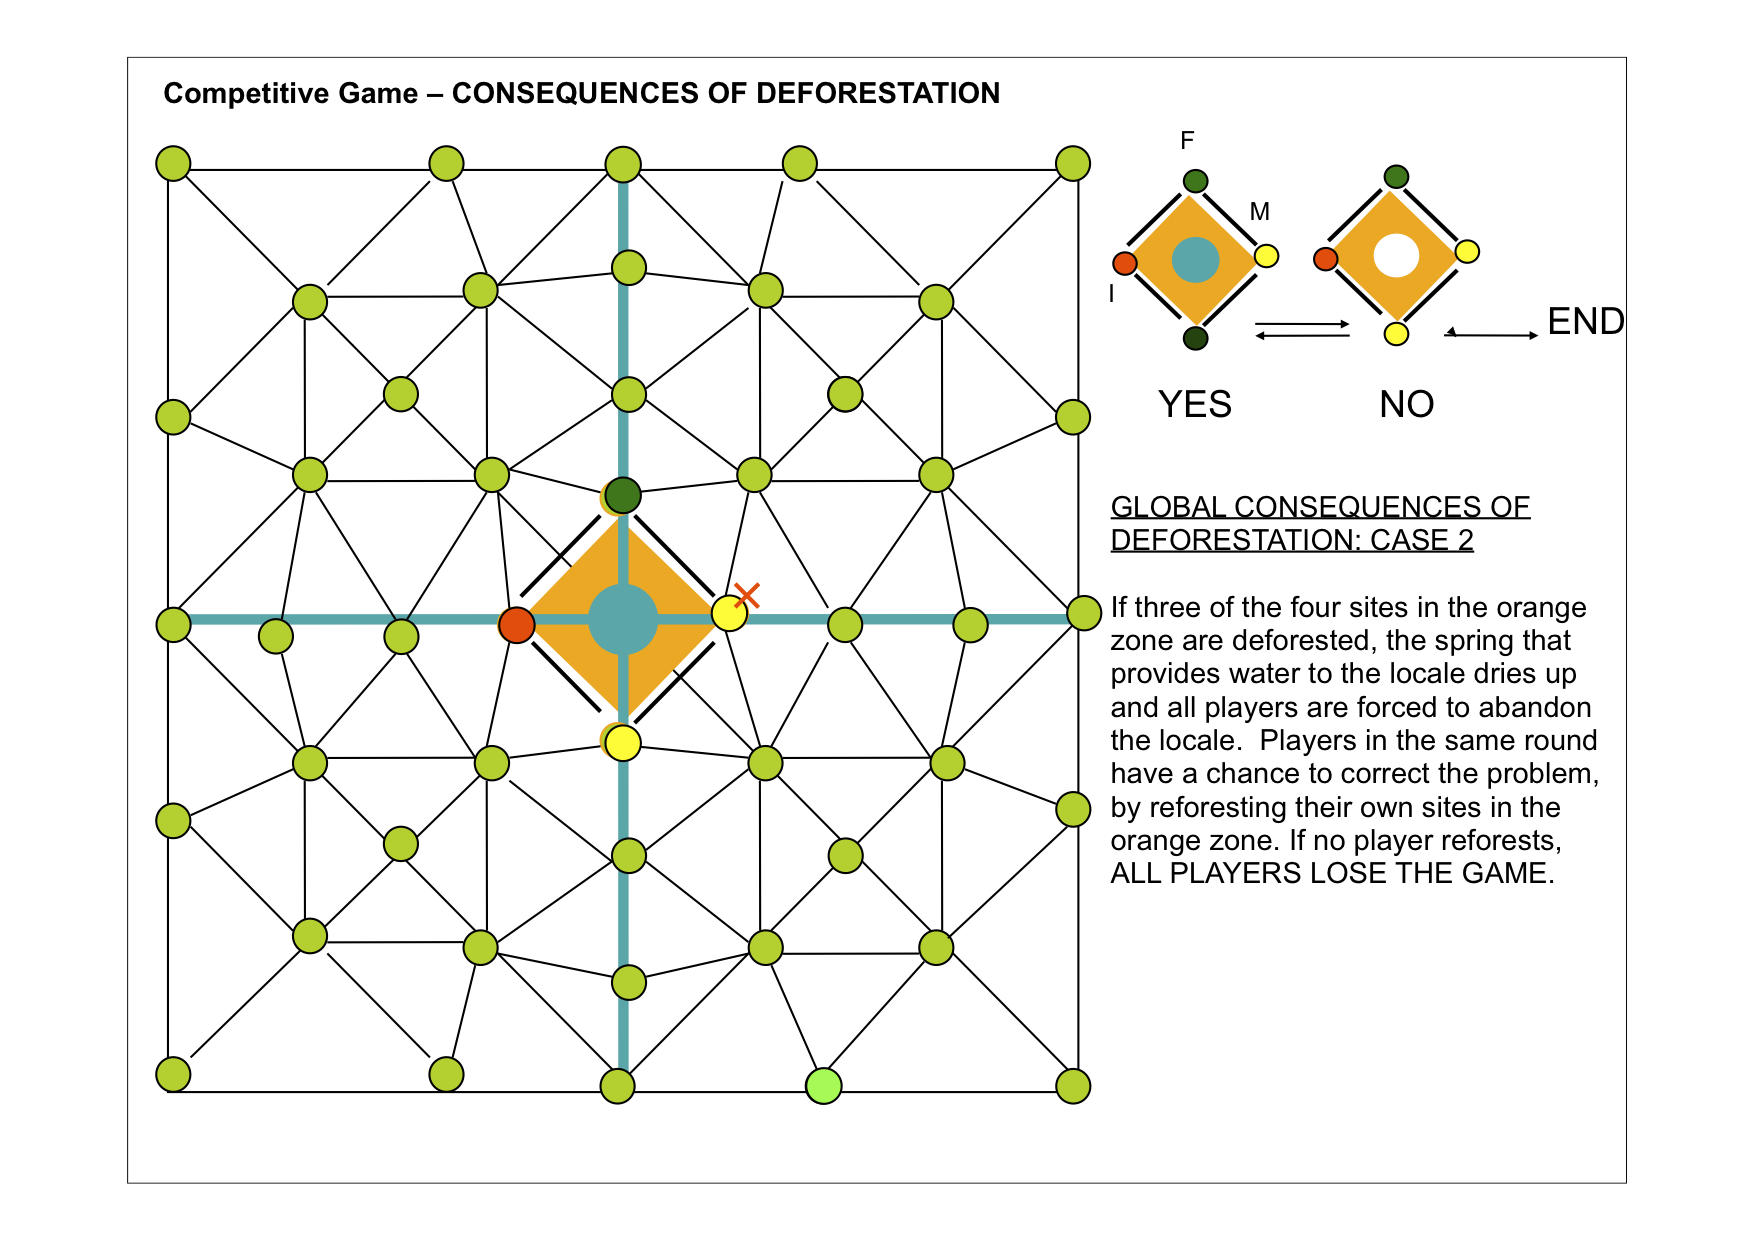 Competitive Game – CONSEQUENCES OF DEFORESTATION
F
M
I
END
YES
NO
GLOBAL CONSEQUENCES OF
DEFORESTATION: CASE 2
If three of the four sites in the orange
zone are deforested, the spring that
provides water to the locale dries up
and all players are forced to abandon
the locale.  Players in the same round
have a chance to correct the problem,
by reforesting their own sites in the
orange zone. If no player reforests,
ALL PLAYERS LOSE THE GAME.